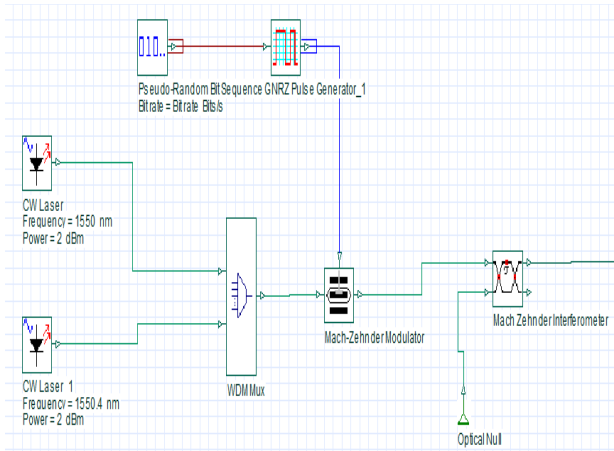 010..
Pseudo-Random Bit Sequence G NRZ Pulse Generator_1
Bitrate = Bitrate Bits/s
CW Laser
Frequency = 1550 nm
Power = 2 dBm
Mach Zehnder Interferometer
Mach-Zehnder Modulator
CW Laser 1
Frequency = 1550.4 nm
Power = 2 dBm
WDM Mux
Optical Null